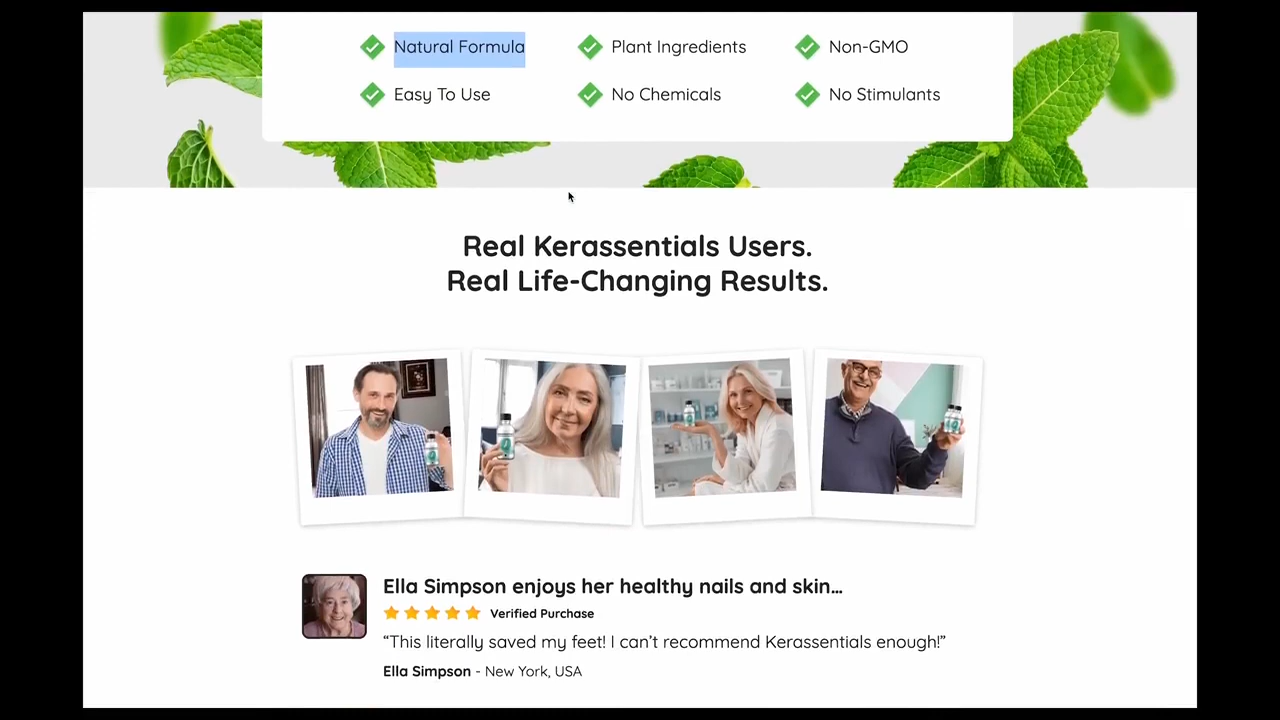 Natural Formula
Plant Ingredients
Non-GMO
Easy To Use
No Chemicals
No Stimulants
Real Kerassentials Users.
Real Life-Changing Results.
Ella Simpson enjoys her healthy nails and skin...
Verified Purchase
“This literally saved my feet! I can’t recommend Kerassentials enough!”
Ella Simpson - New York, USA